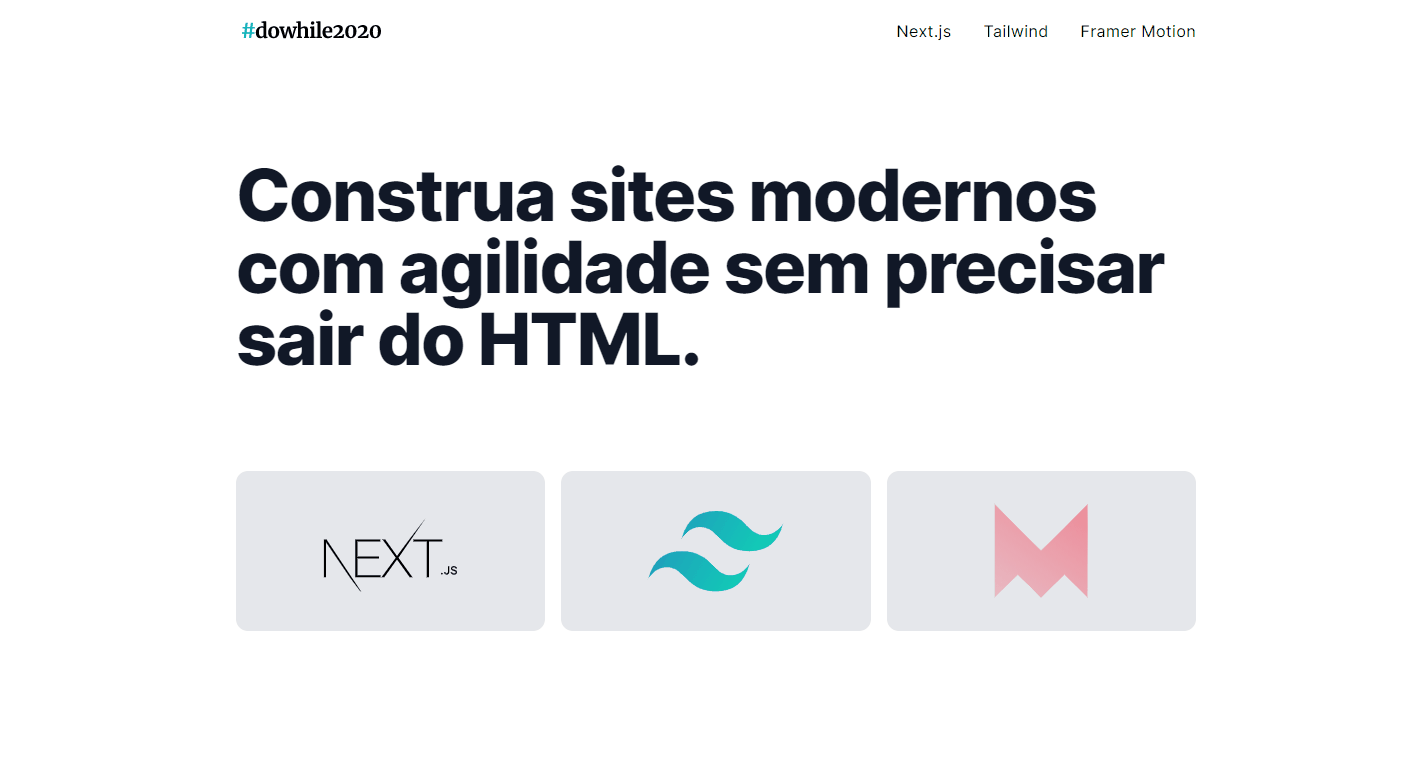 #dowhile2020
Next.js Tailwind Framer Motion
Construa sites modernos
com agilidade sem precisar
sair do HTML.
NEXT.JS